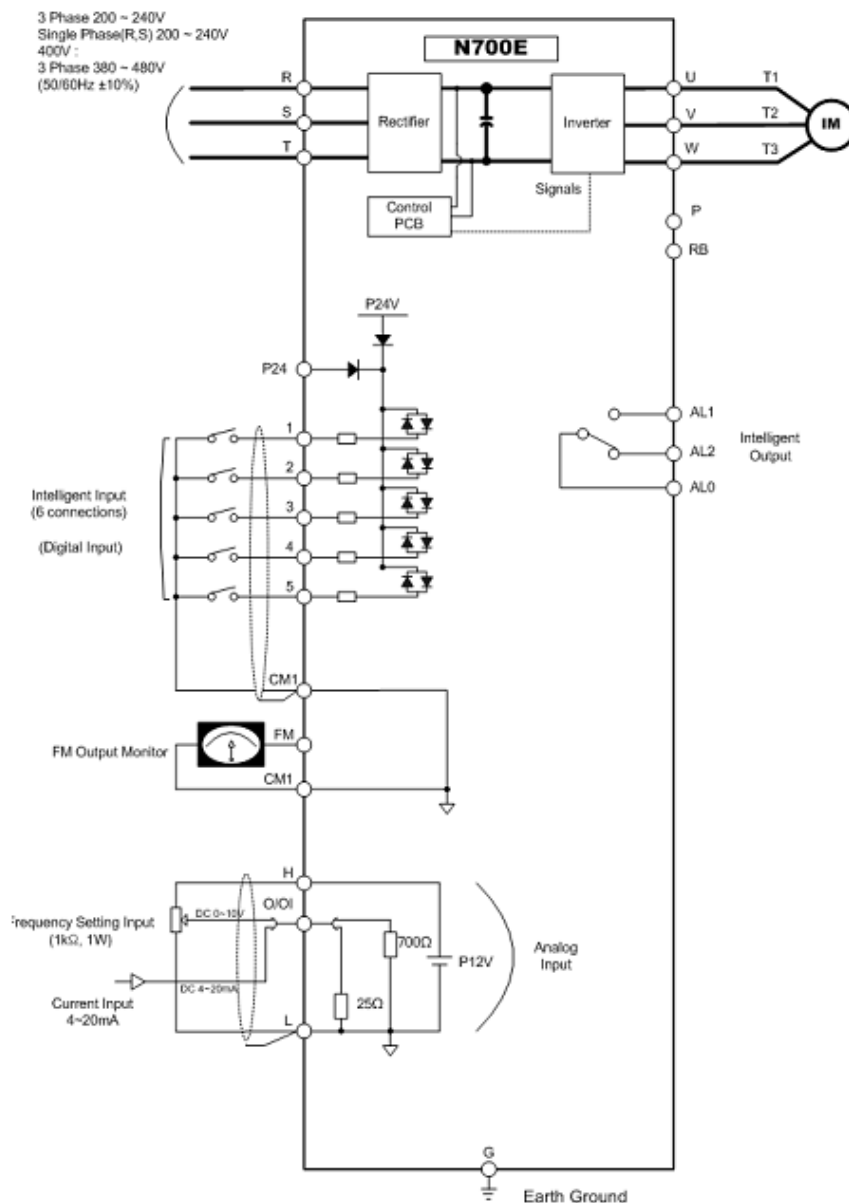 3 Phase 200 ~ 240V
Single Phase(R,S) 200 ~ 240V
400V :
3 Phase 380 ~ 480V
(50/60Hz ±10%)
N700E
R
S
T
Rectifier
Inverter
U
V
W
T1
T2
T3
IM
Signals
Control
PCB
P
RB
P24V
P24
1
2
3
4
5
Intelligent Input
(6 connections)
(Digital Input)
AL1
AL2
AL0
Intelligent
Output
CM1
FM
FM Output Monitor
CM1
H
O/OI
DC 0~10V
Frequency Setting Input
(1kΩ, 1W)
700Ω
P12V
Analog
Input
DC 4~20mA
Current Input
4~20mA
25Ω
L
G
Earth Ground